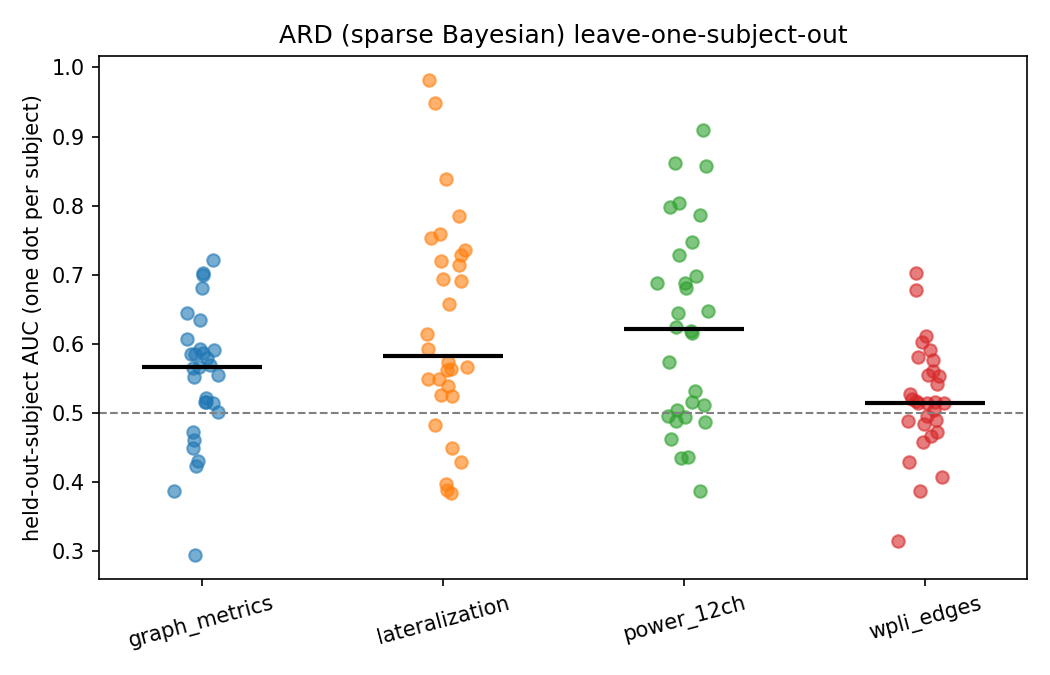 ARD (sparse Bayesian) leave-one-subject-out
held-out-subject AUC (one dot per subject)
1.0
0.9
0.8
0.7
0.6
0.5
0.4
0.3
graph_metrics
lateralization
power_12ch
wpli_edges